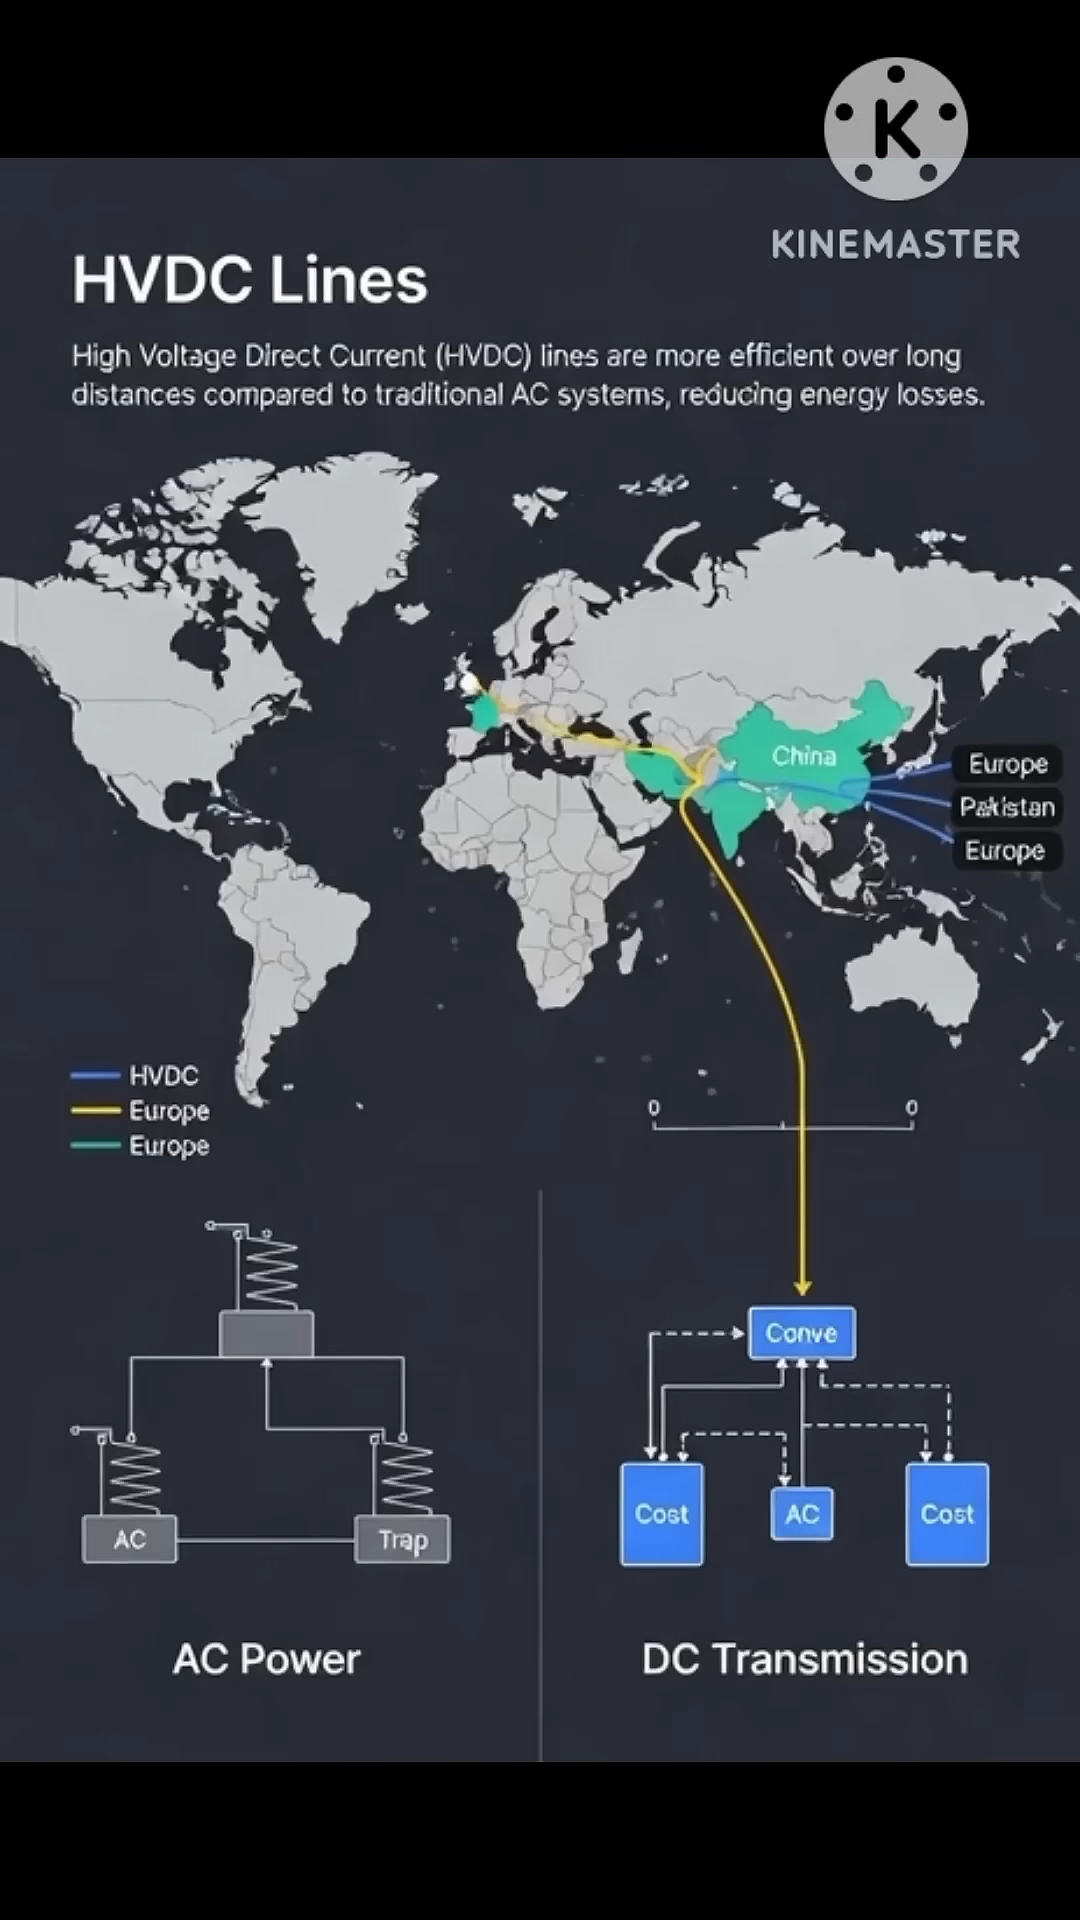 K
KINEMASTER
HVDC Lines
High Voltage Direct Current (HVDC) lines are more efficient over long
distances compared to traditional AC systems, reducing energy losses.
China
Europe
Pakistan
Europe
HVDC
Europe
Europe
0 0
Conve
Cost AC Cost
AC Trap
AC Power
DC Transmission